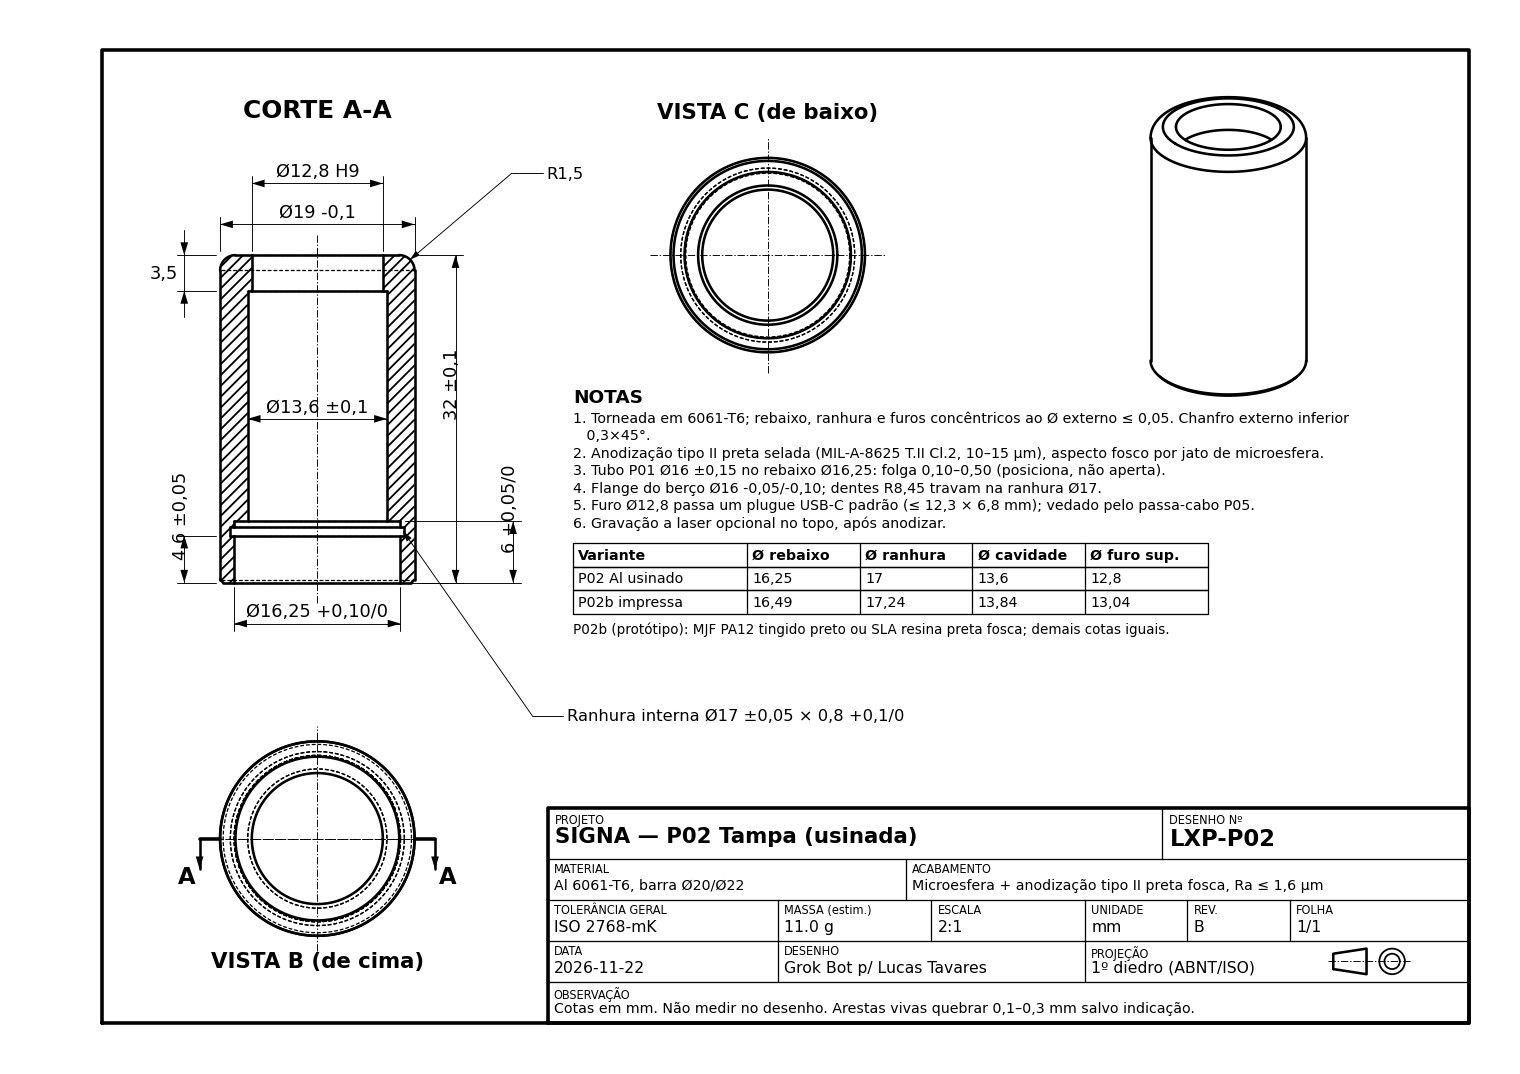 CORTE A-A
Ø12,8 H9
Ø19 -0,1
R1,5
3,5
32 ±0,1
Ø13,6 ±0,1
4,6 ±0,05
6 +0,05/0
Ø16,25 +0,10/0
Ranhura interna Ø17 ±0,05 × 0,8 +0,1/0
VISTA C (de baixo)
NOTAS
1. Torneada em 6061-T6; rebaixo, ranhura e furos concêntricos ao Ø externo ≤ 0,05. Chanfro externo inferior
0,3×45°.
2. Anodização tipo II preta selada (MIL-A-8625 T.II Cl.2, 10–15 µm), aspecto fosco por jato de microesfera.
3. Tubo P01 Ø16 ±0,15 no rebaixo Ø16,25: folga 0,10–0,50 (posiciona, não aperta).
4. Flange do berço Ø16 -0,05/-0,10; dentes R8,45 travam na ranhura Ø17.
5. Furo Ø12,8 passa um plugue USB-C padrão (≤ 12,3 × 6,8 mm); vedado pelo passa-cabo P05.
6. Gravação a laser opcional no topo, após anodizar.
Variante Ø rebaixo Ø ranhura Ø cavidade Ø furo sup.
P02 Al usinado 16,25 17 13,6 12,8
P02b impressa 16,49 17,24 13,84 13,04
P02b (protótipo): MJF PA12 tingido preto ou SLA resina preta fosca; demais cotas iguais.
A A
VISTA B (de cima)
PROJETO
SIGNA — P02 Tampa (usinada)
DESENHO Nº
LXP-P02
MATERIAL
Al 6061-T6, barra Ø20/Ø22
ACABAMENTO
Microesfera + anodização tipo II preta fosca, Ra ≤ 1,6 µm
TOLERÂNCIA GERAL
ISO 2768-mK
MASSA (estim.)
11.0 g
ESCALA
2:1
UNIDADE
mm
REV.
B
FOLHA
1/1
DATA
2026-11-22
DESENHO
Grok Bot p/ Lucas Tavares
PROJEÇÃO
1º diedro (ABNT/ISO)
OBSERVAÇÃO
Cotas em mm. Não medir no desenho. Arestas vivas quebrar 0,1–0,3 mm salvo indicação.